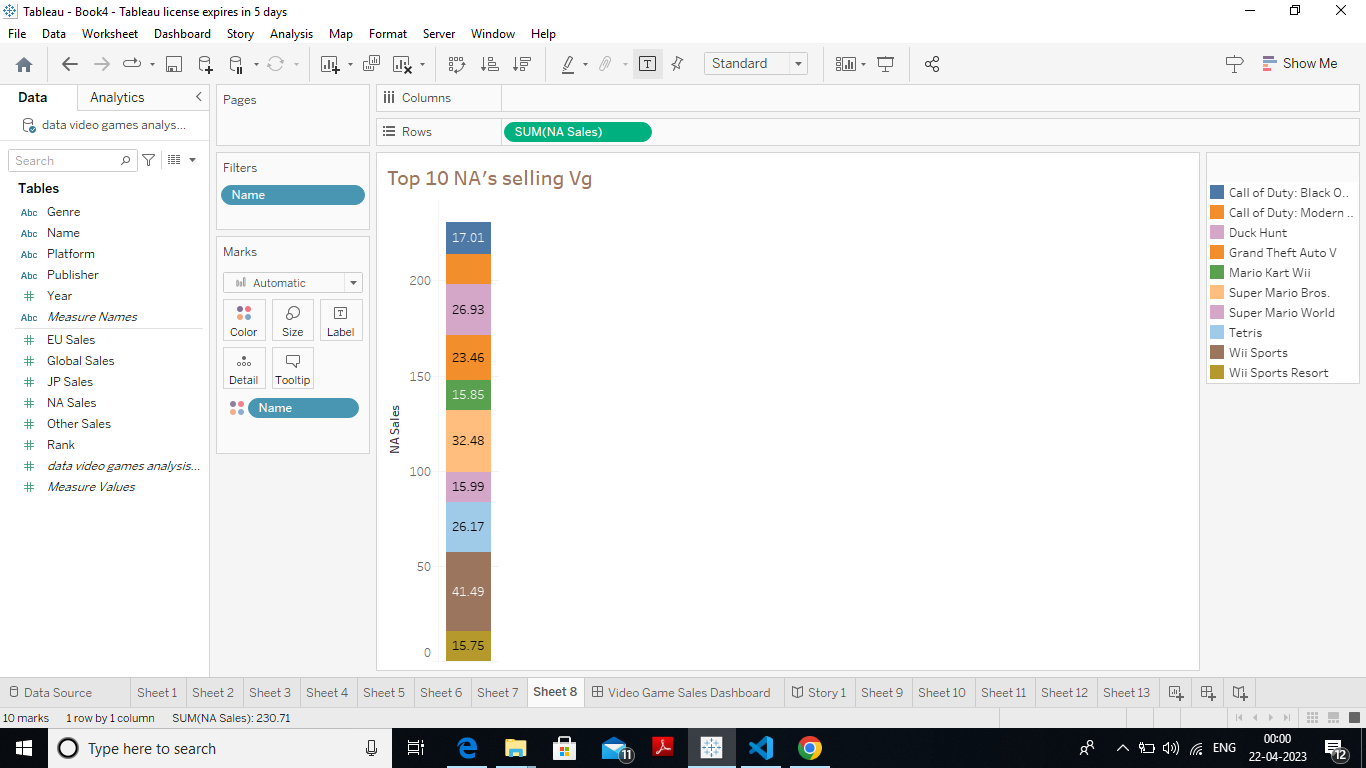 Tableau - Book4 - Tableau license expires in 5 days
File Data Worksheet Dashboard Story Analysis Map Format Server Window Help
Standard
Show Me
Data Analytics
data video games analys...
Search
Tables
Abc Genre
Abc Name
Abc Platform
Abc Publisher
# Year
Abc Measure Names
# EU Sales
# Global Sales
# JP Sales
# NA Sales
# Other Sales
# Rank
# data video games analysis...
# Measure Values
Pages
Filters
Name
Marks
Automatic
Color Size Label
Detail Tooltip
Name
Columns
Rows SUM(NA Sales)
Top 10 NA's selling Vg
NA Sales
200
150
100
50
0
17.01
26.93
23.46
15.85
32.48
15.99
26.17
41.49
15.75
Call of Duty: Black O..
Call of Duty: Modern ..
Duck Hunt
Grand Theft Auto V
Mario Kart Wii
Super Mario Bros.
Super Mario World
Tetris
Wii Sports
Wii Sports Resort
Data Source Sheet 1 Sheet 2 Sheet 3 Sheet 4 Sheet 5 Sheet 6 Sheet 7 Sheet 8 Video Game Sales Dashboard Story 1 Sheet 9 Sheet 10 Sheet 11 Sheet 12 Sheet 13
10 marks 1 row by 1 column SUM(NA Sales): 230.71
Type here to search
11
ENG
00:00
22-04-2023
12